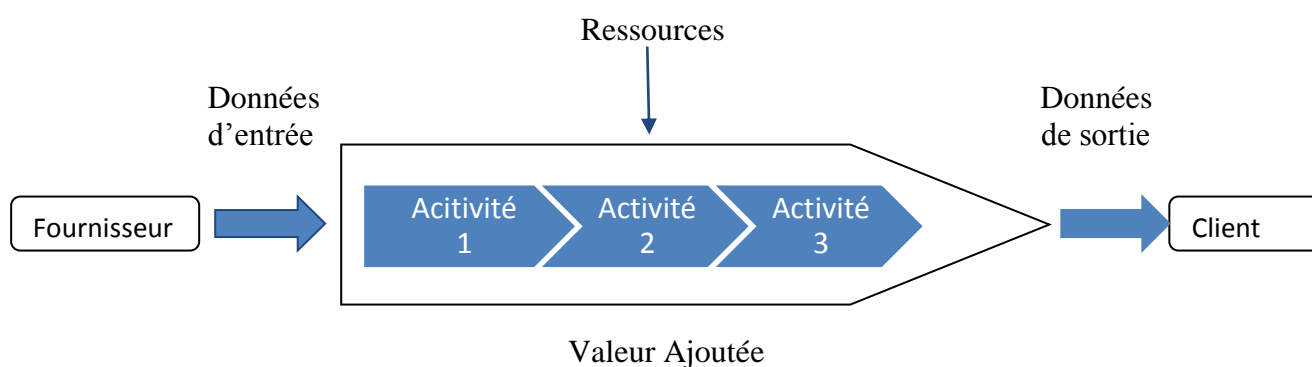 Ressources
Données
d’entrée
Données
de sortie
Fournisseur
Acitivité
1
Activité
2
Activité
3
Client
Valeur Ajoutée